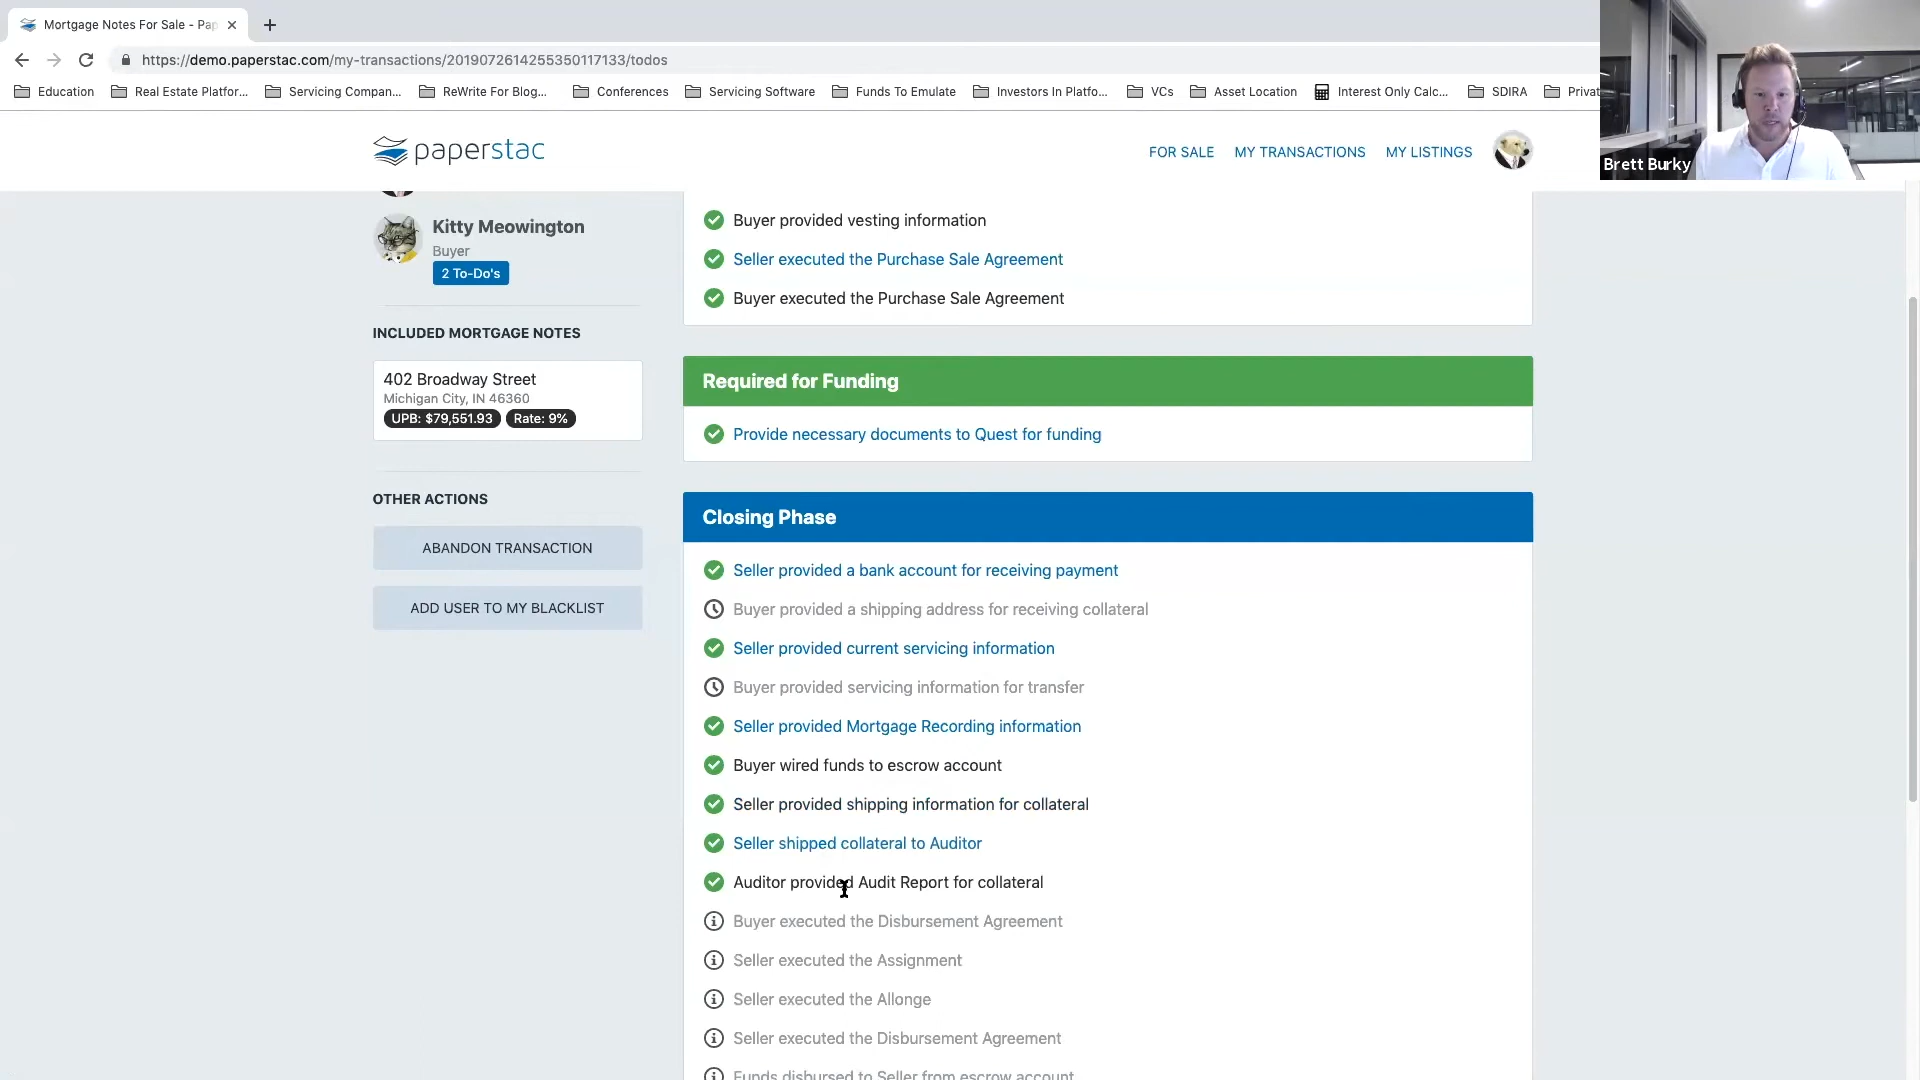 Mortgage Notes For Sale - Pap
https://demo.paperstac.com/my-transactions/20190726142553501​17133/todos
Education
Real Estate Platfor...
Servicing Compan...
ReWrite For Blog...
Conferences
Servicing Software
Funds To Emulate
Investors In Platfo...
VCs
Asset Location
Interest Only Calc...
SDIRA
Privat
Brett Burky
paperstac
FOR SALE
MY TRANSACTIONS
MY LISTINGS
Kitty Meowington
Buyer
2 To-Do's
INCLUDED MORTGAGE NOTES
402 Broadway Street
Michigan City, IN 46360
UPB: $79,551.93
Rate: 9%
OTHER ACTIONS
ABANDON TRANSACTION
ADD USER TO MY BLACKLIST
Buyer provided vesting information
Seller executed the Purchase Sale Agreement
Buyer executed the Purchase Sale Agreement
Required for Funding
Provide necessary documents to Quest for funding
Closing Phase
Seller provided a bank account for receiving payment
Buyer provided a shipping address for receiving collateral
Seller provided current servicing information
Buyer provided servicing information for transfer
Seller provided Mortgage Recording information
Buyer wired funds to escrow account
Seller provided shipping information for collateral
Seller shipped collateral to Auditor
Auditor provided Audit Report for collateral
Buyer executed the Disbursement Agreement
Seller executed the Assignment
Seller executed the Allonge
Seller executed the Disbursement Agreement
Funds disbursed to Seller from escrow account